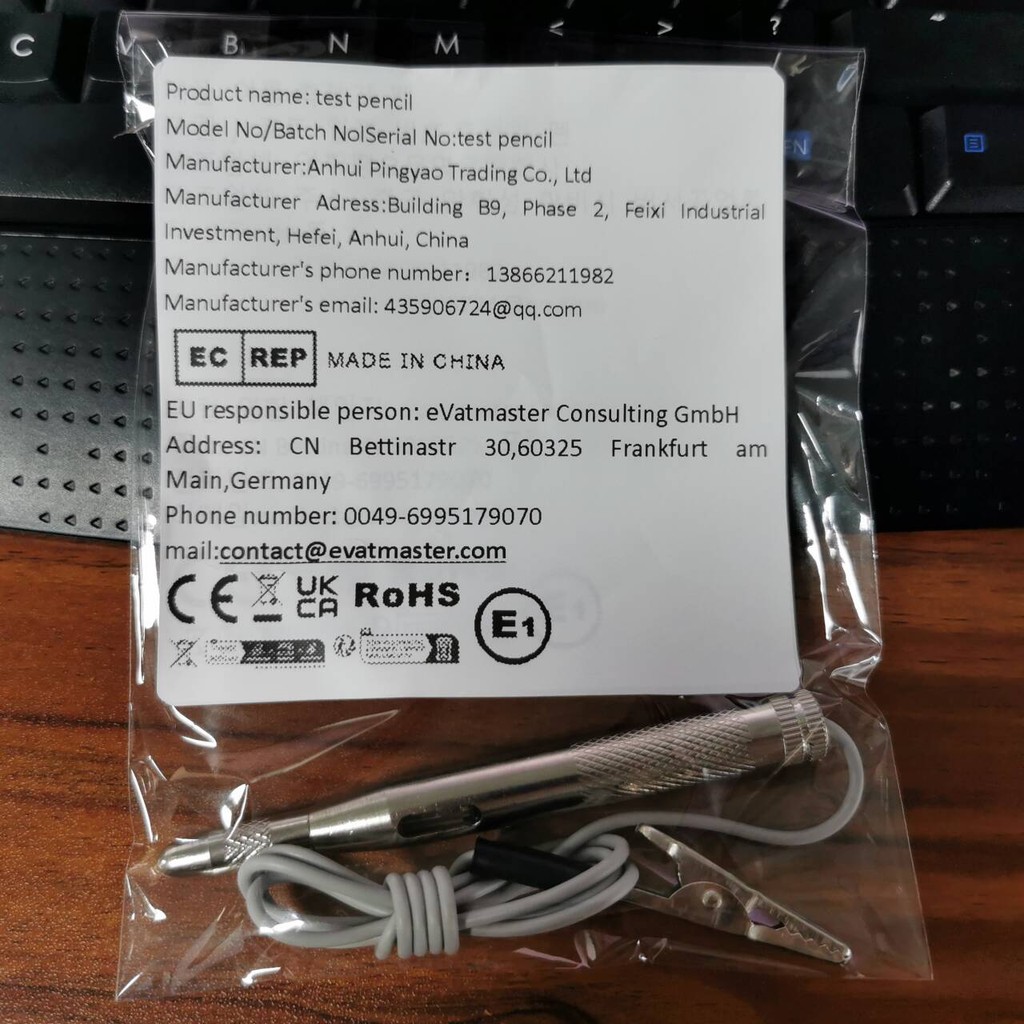 C V B N M < > ?
EN
Product name: test pencil
Model No/Batch No|Serial No:test pencil
Manufacturer:Anhui Pingyao Trading Co., Ltd
Manufacturer Adress:Building B9, Phase 2, Feixi Industrial
Investment, Hefei, Anhui, China
Manufacturer's phone number: 13866211982
Manufacturer's email: 435906724@qq.com
EC REP MADE IN CHINA
EU responsible person: eVatmaster Consulting GmbH
Address: CN Bettinastr 30,60325 Frankfurt am
Main,Germany
Phone number: 0049-6995179070
mail:contact@evatmaster.com
CE UK CA RoHS E1